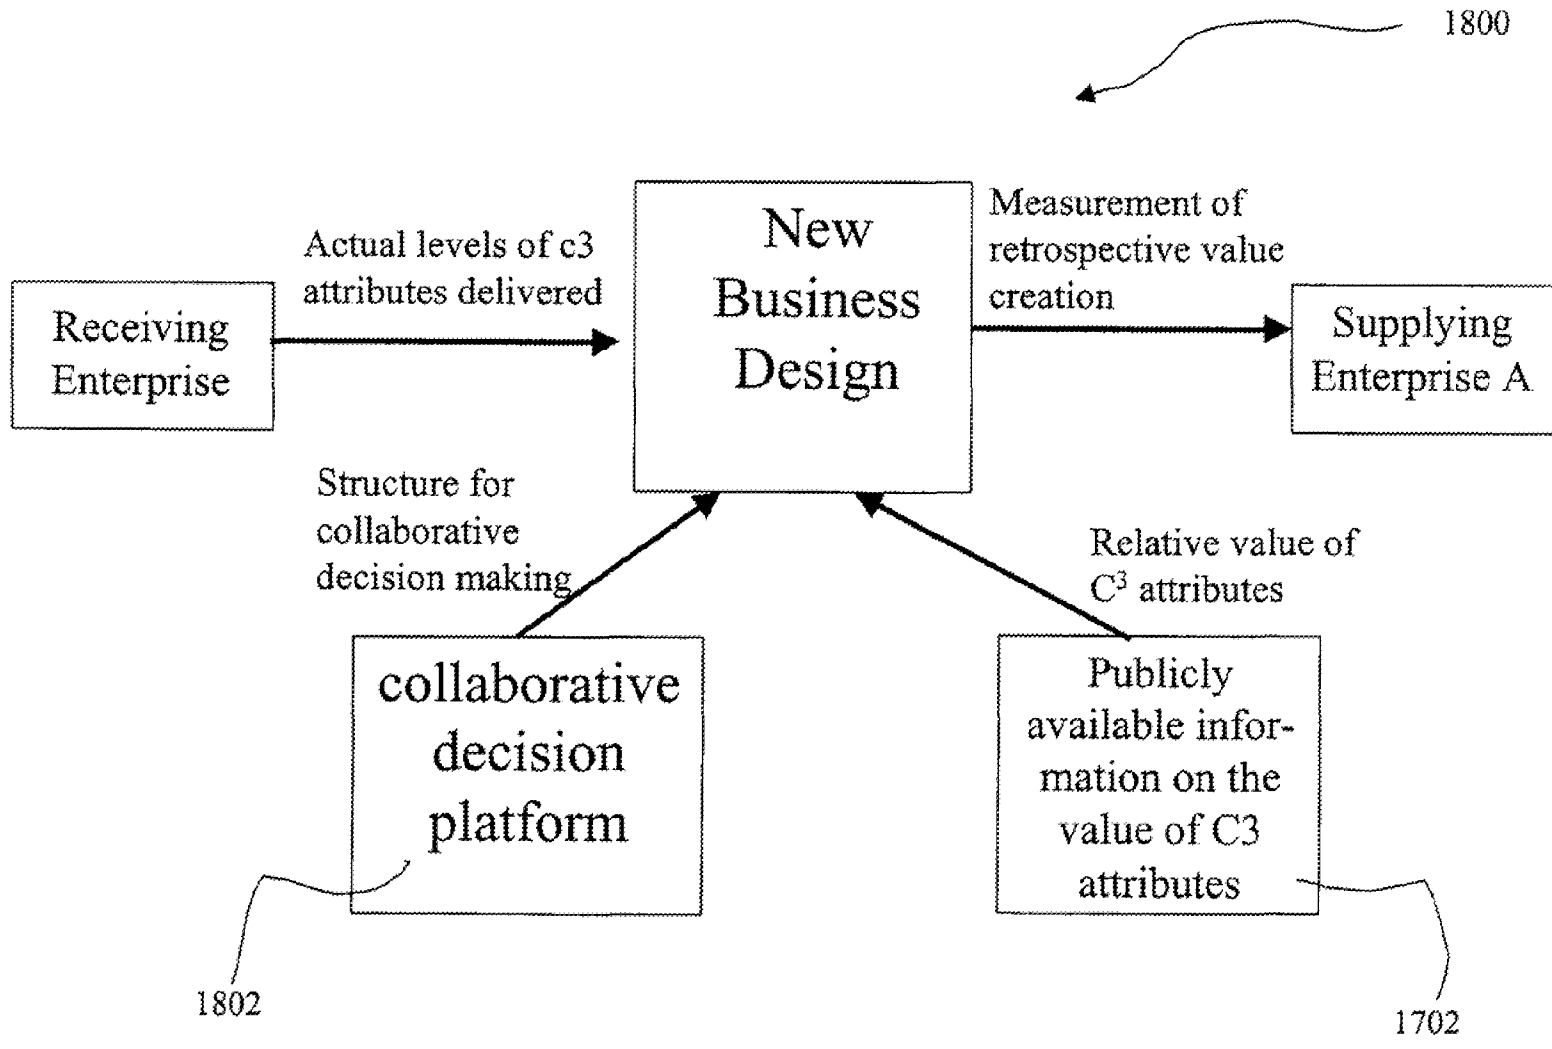 1800
New
Business
Design
Measurement of
retrospective value
creation
Actual levels of c3
attributes delivered
Receiving
Enterprise
Supplying
Enterprise A
Structure for
collaborative
decision making
Relative value of
C³ attributes
collaborative
decision
platform
Publicly
available infor-
mation on the
value of C3
attributes
1802
1702